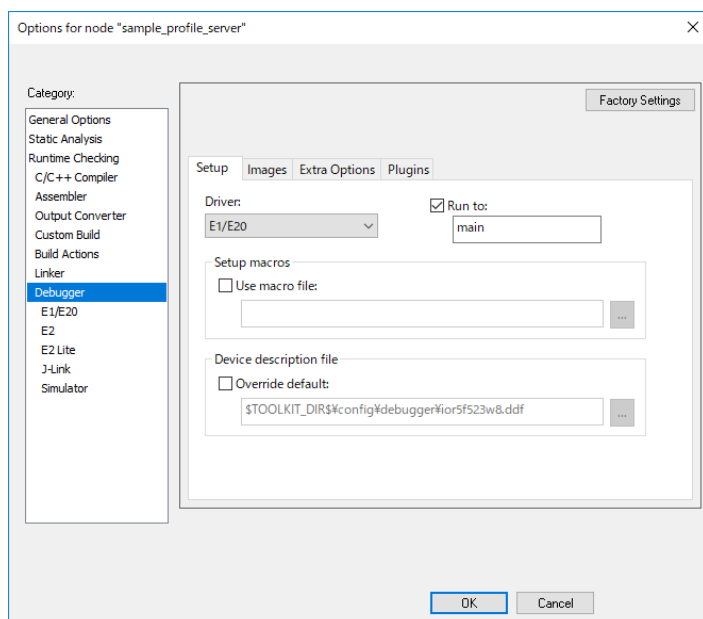 Options for node "sample_profile_server"
Category:
Factory Settings
General Options
Static Analysis
Runtime Checking
C/C++ Compiler
Assembler
Output Converter
Custom Build
Build Actions
Linker
Debugger
E1/E20
E2
E2 Lite
J-Link
Simulator
Setup Images Extra Options Plugins
Driver:
E1/E20
Run to:
main
Setup macros
Use macro file:
...
Device description file
Override default:
$TOOLKIT_DIR$¥config¥debugger¥ior5f523w8.ddf
...
OK Cancel